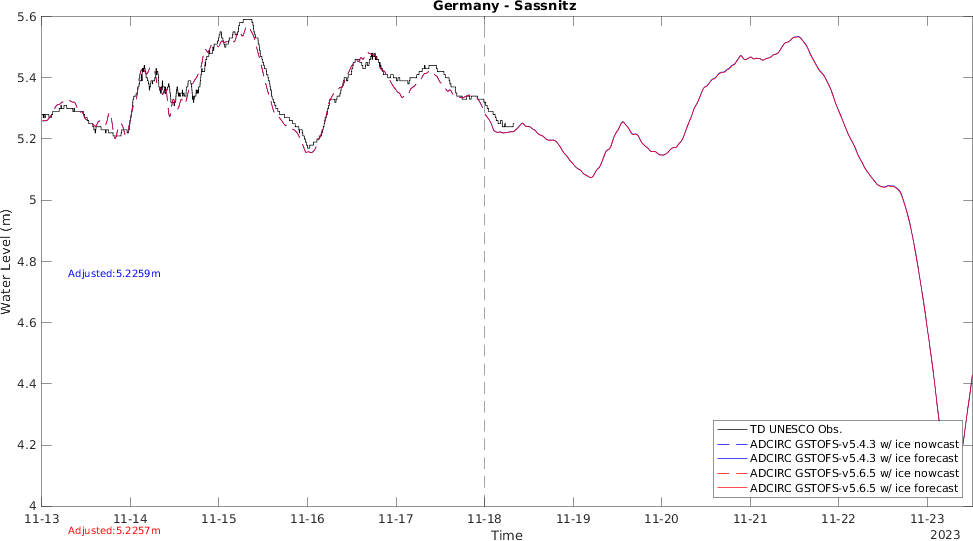 Germany - Sassnitz
5.6
5.4
5.2
5
4.8
4.6
4.4
4.2
4
Water Level (m)
Adjusted:5.2259m
Adjusted:5.2257m
TD UNESCO Obs.
ADCIRC GSTOFS-v5.4.3 w/ ice nowcast
ADCIRC GSTOFS-v5.4.3 w/ ice forecast
ADCIRC GSTOFS-v5.6.5 w/ ice nowcast
ADCIRC GSTOFS-v5.6.5 w/ ice forecast
11-13 11-14 11-15 11-16 11-17 11-18 11-19 11-20 11-21 11-22 11-23
Time
2023